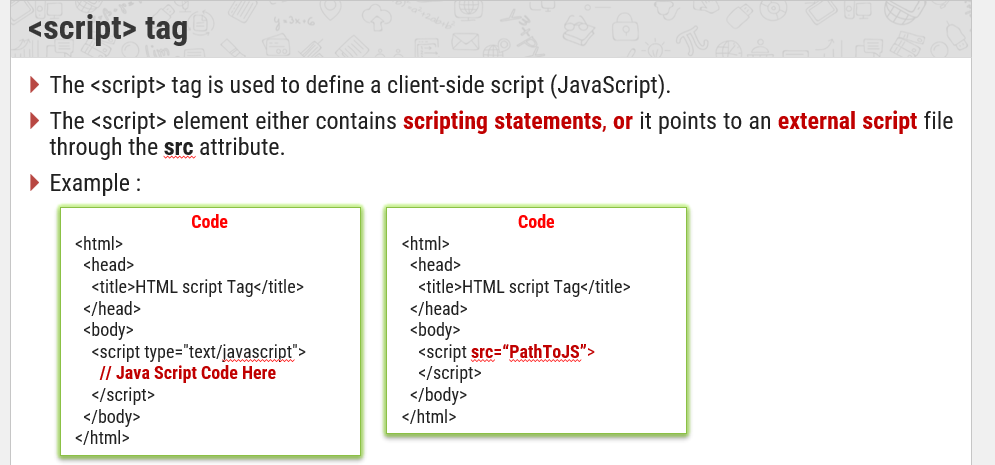 <script> tag
The <script> tag is used to define a client-side script (JavaScript).
The <script> element either contains scripting statements, or it points to an external script file
through the src attribute.
Example :
Code
<html>
<head>
<title>HTML script Tag</title>
</head>
<body>
<script type="text/javascript">
// Java Script Code Here
</script>
</body>
</html>
Code
<html>
<head>
<title>HTML script Tag</title>
</head>
<body>
<script src=“PathToJS”>
</script>
</body>
</html>